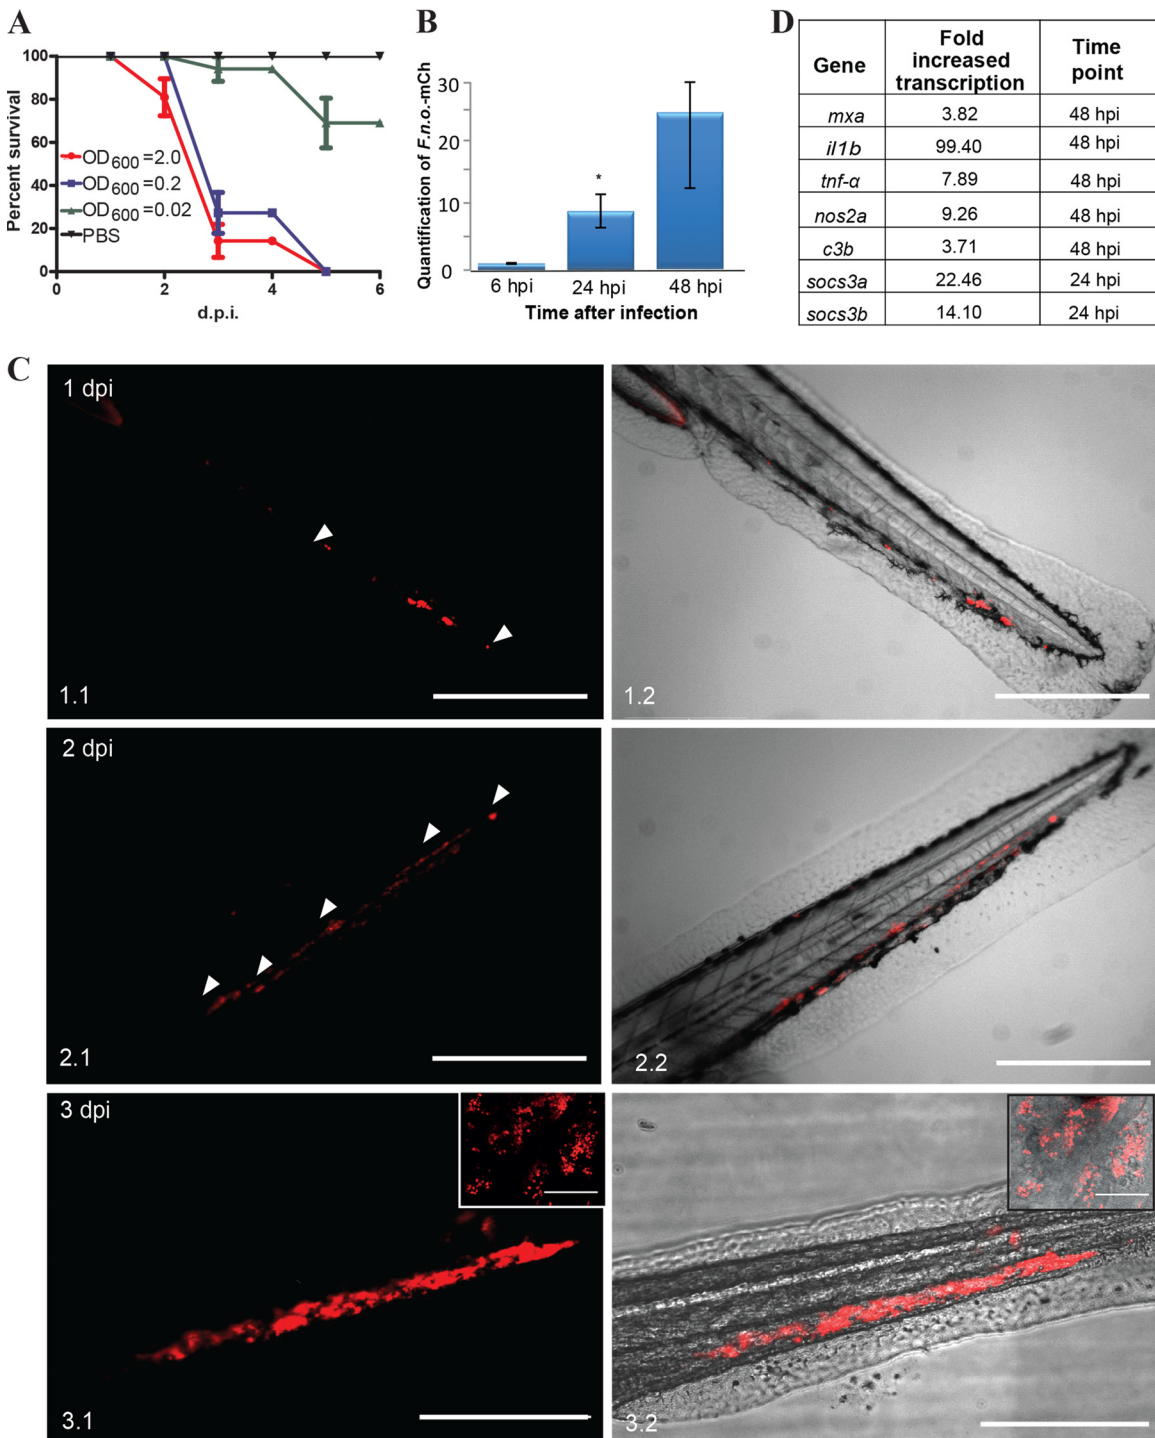 A
100
80
60
40
20
0
Percent survival
OD600=2.0
OD600=0.2
OD600=0.02
PBS
0 2 4 6
d.p.i.
B
Quantification of F.n.o.-mCh
30
20
10
0
*
6 hpi 24 hpi 48 hpi
Time after infection
D
Gene Fold increased transcription Time point
mxa 3.82 48 hpi
il1b 99.40 48 hpi
tnf-α 7.89 48 hpi
nos2a 9.26 48 hpi
c3b 3.71 48 hpi
socs3a 22.46 24 hpi
socs3b 14.10 24 hpi
C
1 dpi
1.1 1.2
2 dpi
2.1 2.2
3 dpi
3.1 3.2